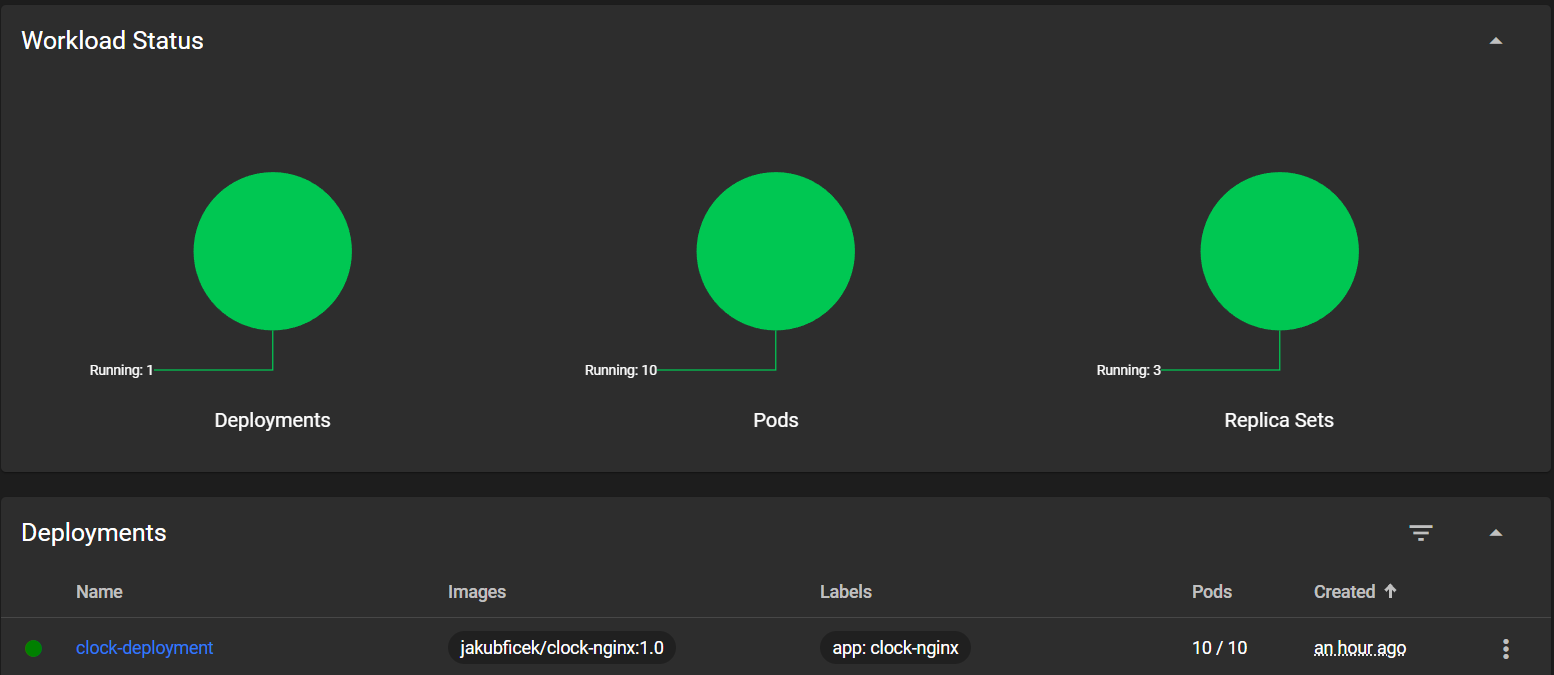 Workload Status
Running: 1
Running: 10
Running: 3
Deployments
Pods
Replica Sets
Deployments
Name Images Labels Pods Created
clock-deployment jakubficek/clock-nginx:1.0 app: clock-nginx 10 / 10 an hour ago